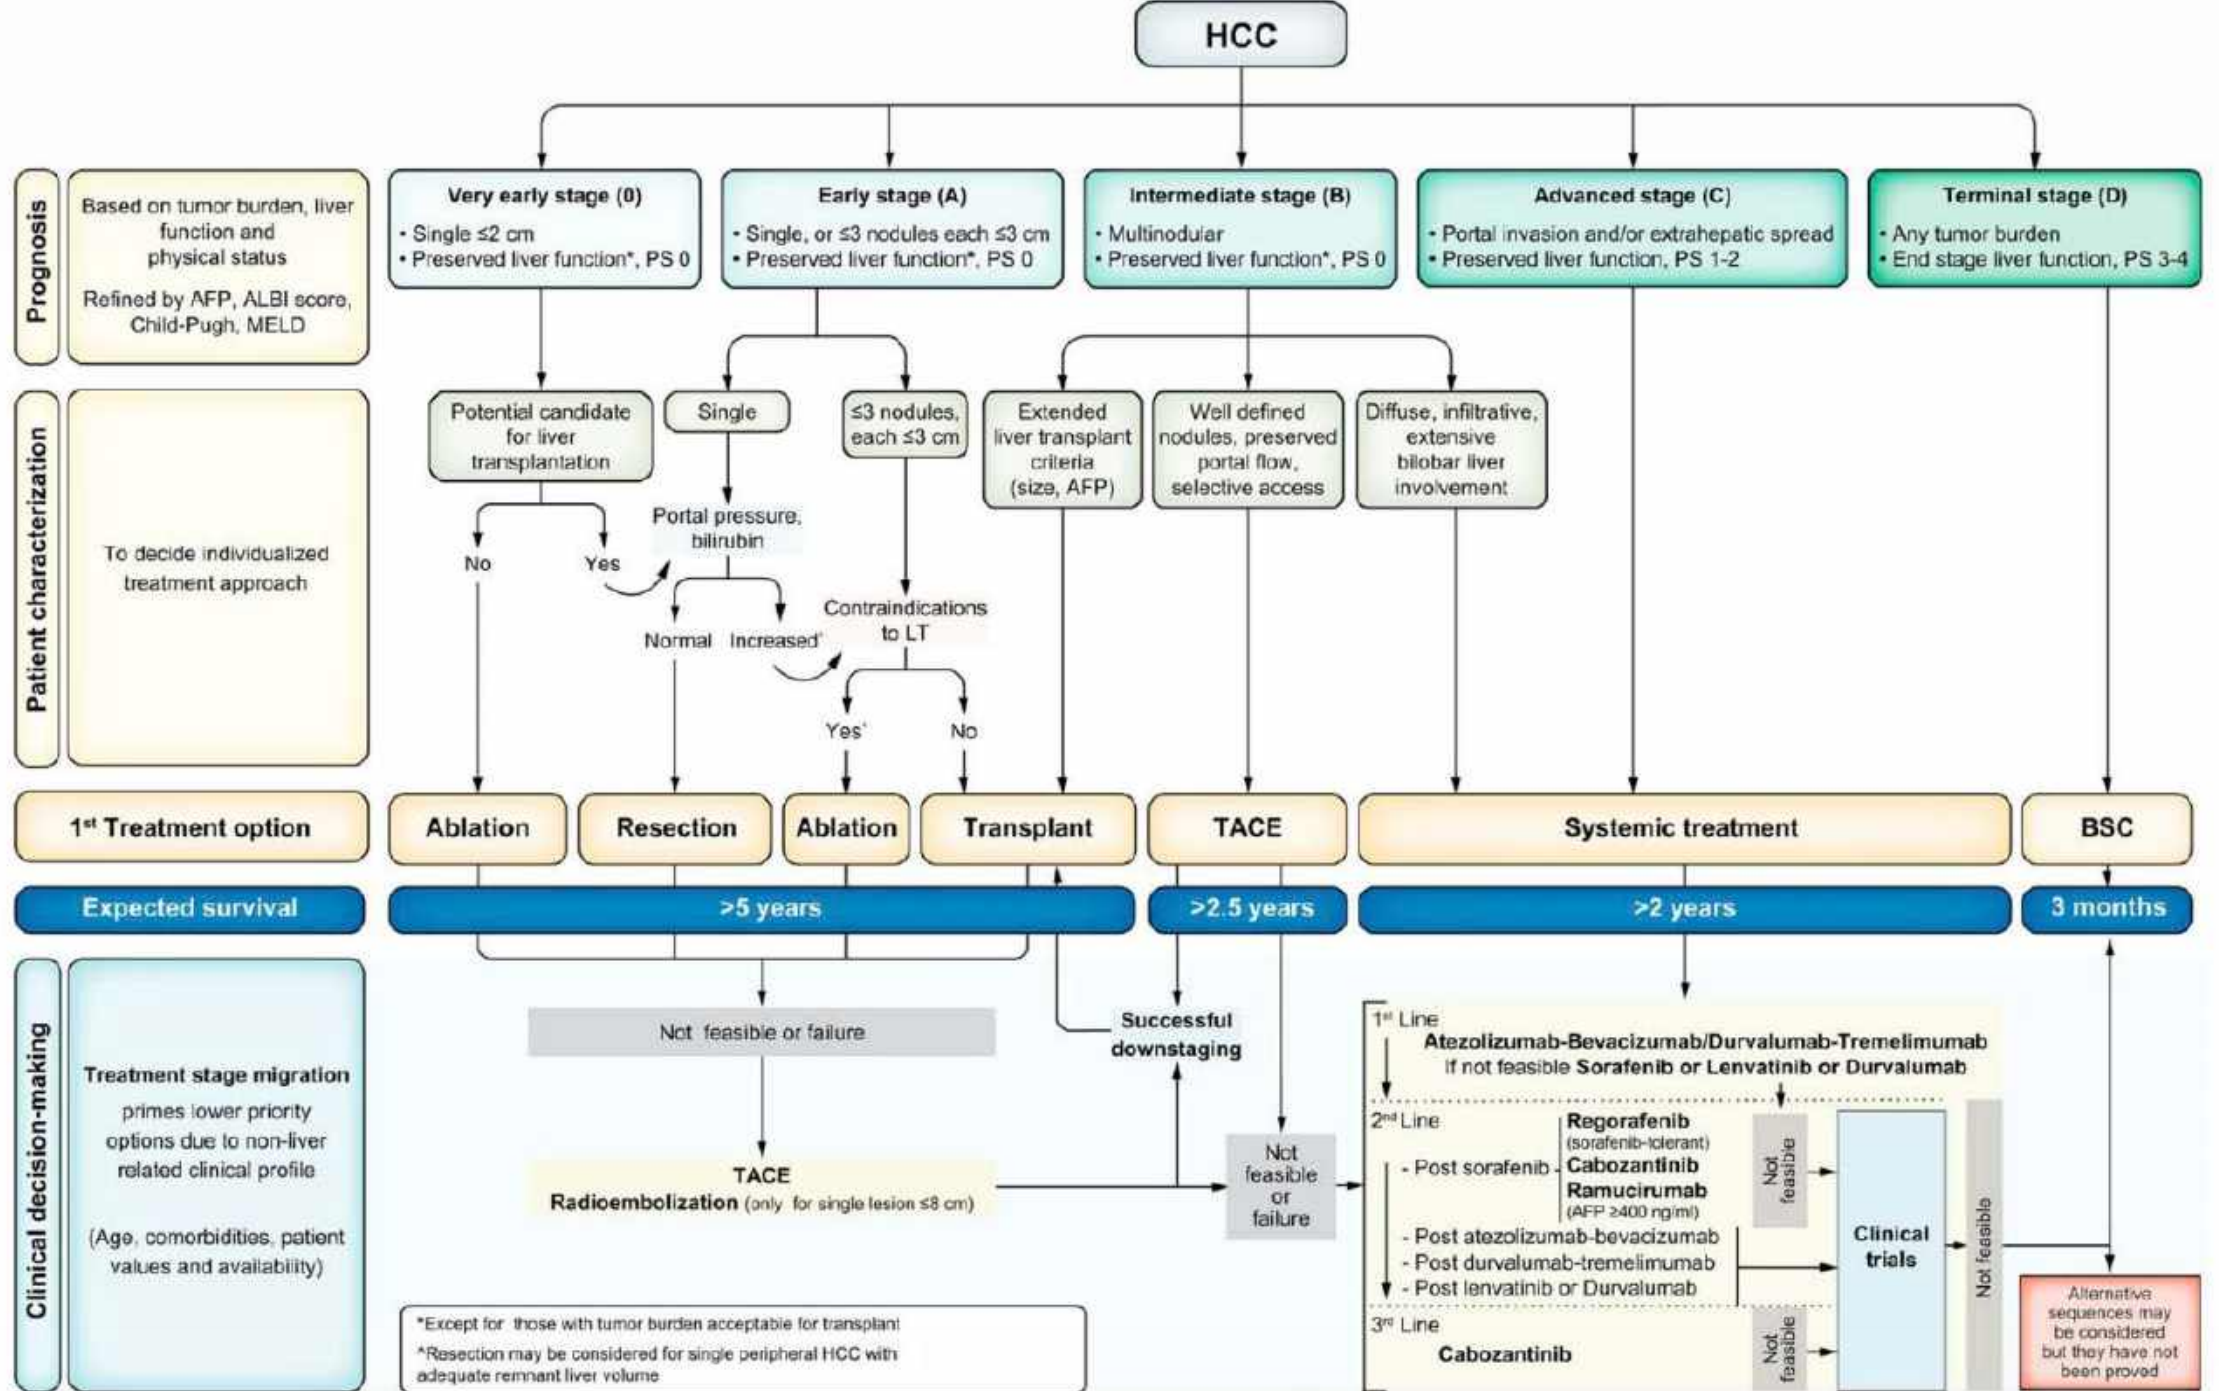 HCC
Prognosis
Based on tumor burden, liver
function and
physical status
Refined by AFP, ALBI score,
Child-Pugh, MELD
Very early stage (0)
• Single ≤2 cm
• Preserved liver function*, PS 0
Early stage (A)
• Single, or ≤3 nodules each ≤3 cm
• Preserved liver function*, PS 0
Intermediate stage (B)
• Multinodular
• Preserved liver function*, PS 0
Advanced stage (C)
• Portal invasion and/or extrahepatic spread
• Preserved liver function, PS 1-2
Terminal stage (D)
• Any tumor burden
• End stage liver function, PS 3-4
Patient characterization
To decide individualized
treatment approach
Potential candidate
for liver
transplantation
No
Yes
Single
Portal pressure,
bilirubin
Normal
Increased^
≤3 nodules,
each ≤3 cm
Contraindications
to LT
Yes^
No
Extended
liver transplant
criteria
(size, AFP)
Well defined
nodules, preserved
portal flow,
selective access
Diffuse, infiltrative,
extensive
bilobar liver
involvement
1st Treatment option
Ablation
Resection
Ablation
Transplant
TACE
Systemic treatment
BSC
Expected survival
>5 years
>2.5 years
>2 years
3 months
Clinical decision-making
Treatment stage migration
primes lower priority
options due to non-liver
related clinical profile
(Age, comorbidities, patient
values and availability)
Not feasible or failure
TACE
Radioembolization (only for single lesion ≤8 cm)
Successful
downstaging
Not
feasible
or
failure
1st Line
Atezolizumab-Bevacizumab/Durvalumab-Tremelimumab
If not feasible Sorafenib or Lenvatinib or Durvalumab
2nd Line
- Post sorafenib
Regorafenib
(sorafenib-tolerant)
Cabozantinib
Ramucirumab
(AFP ≥400 ng/ml)
- Post atezolizumab-bevacizumab
- Post durvalumab-tremelimumab
- Post lenvatinib or Durvalumab
Not
feasible
3rd Line
Cabozantinib
Not
feasible
Clinical
trials
Not feasible
Alternative
sequences may
be considered
but they have not
been proved
*Except for those with tumor burden acceptable for transplant
^Resection may be considered for single peripheral HCC with
adequate remnant liver volume